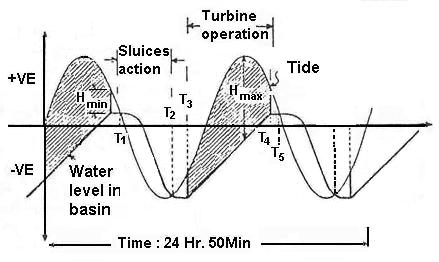 Turbine
operation
Sluices
action
+VE
Tide
H min
T3
H max
T2
T1
T4
T5
-VE
Water
level in
basin
Time : 24 Hr. 50Min